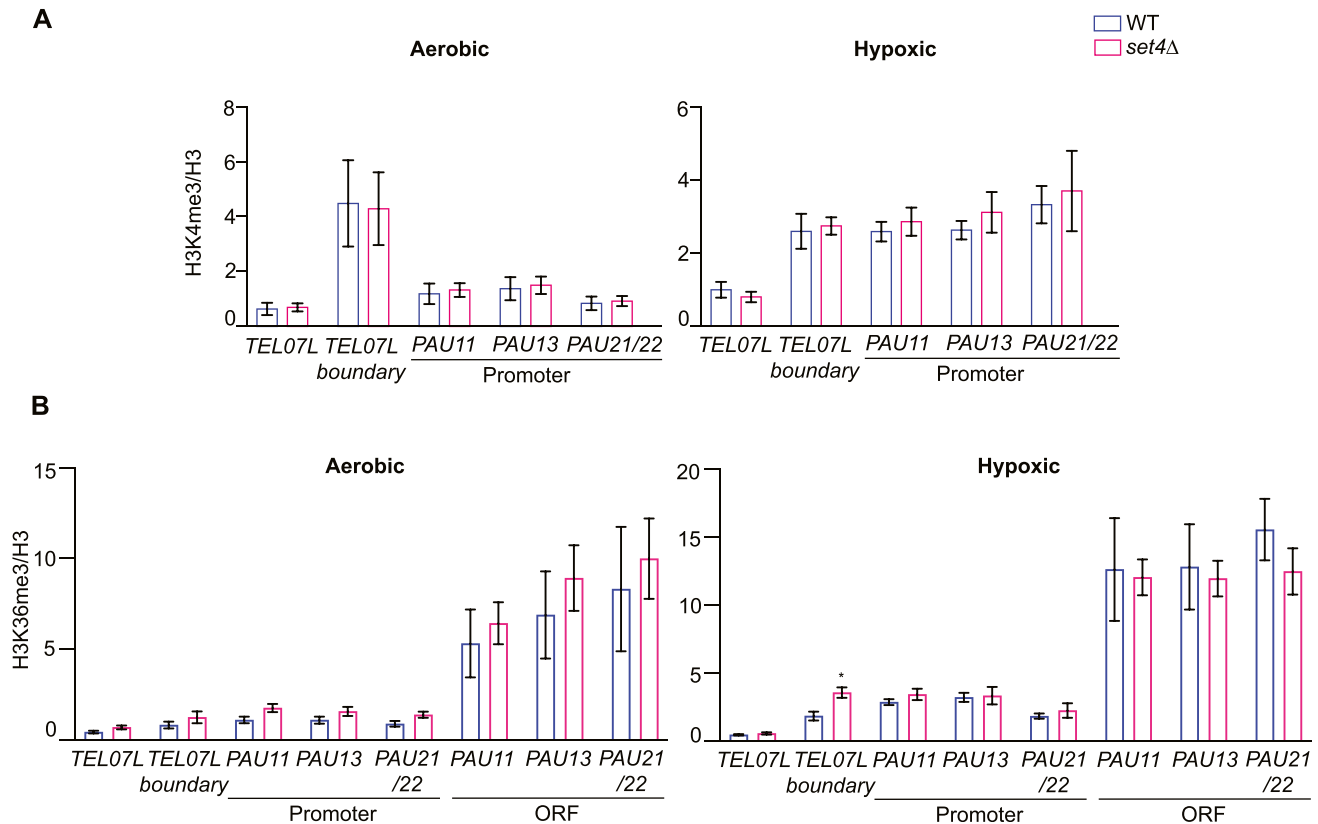 A
WT
set4Δ
Aerobic
Hypoxic
H3K4me3/H3
8
6
4
2
0
TEL07L TEL07L PAU11 PAU13 PAU21/22
boundary
Promoter
6
4
2
0
TEL07L TEL07L PAU11 PAU13 PAU21/22
boundary
Promoter
B
Aerobic
Hypoxic
H3K36me3/H3
15
10
5
0
TEL07L TEL07L PAU11 PAU13 PAU21 PAU11 PAU13 PAU21
boundary /22 /22
Promoter ORF
20
15
10
5
0
*
TEL07L TEL07L PAU11 PAU13 PAU21 PAU11 PAU13 PAU21
boundary /22 /22
Promoter ORF